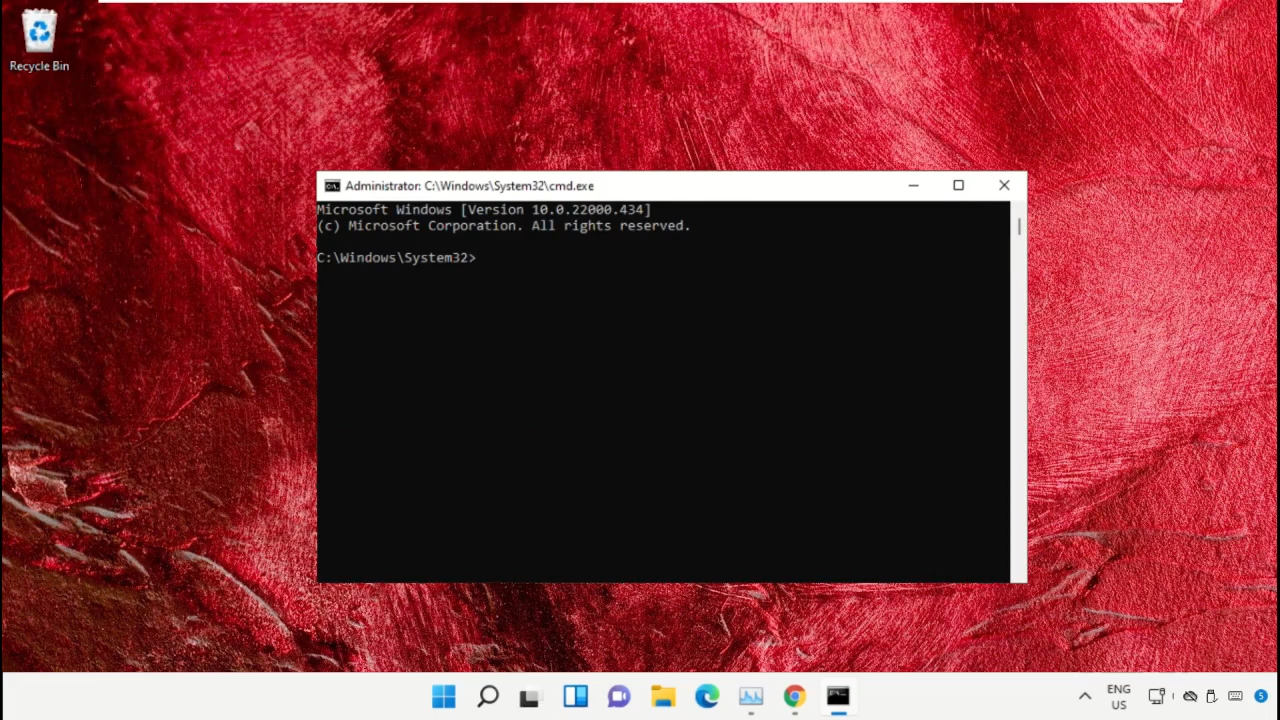 Recycle Bin
Administrator: C:\Windows\System32\cmd.exe
Microsoft Windows [Version 10.0.22000.434]
(c) Microsoft Corporation. All rights reserved.
C:\Windows\System32>
ENG
US
5